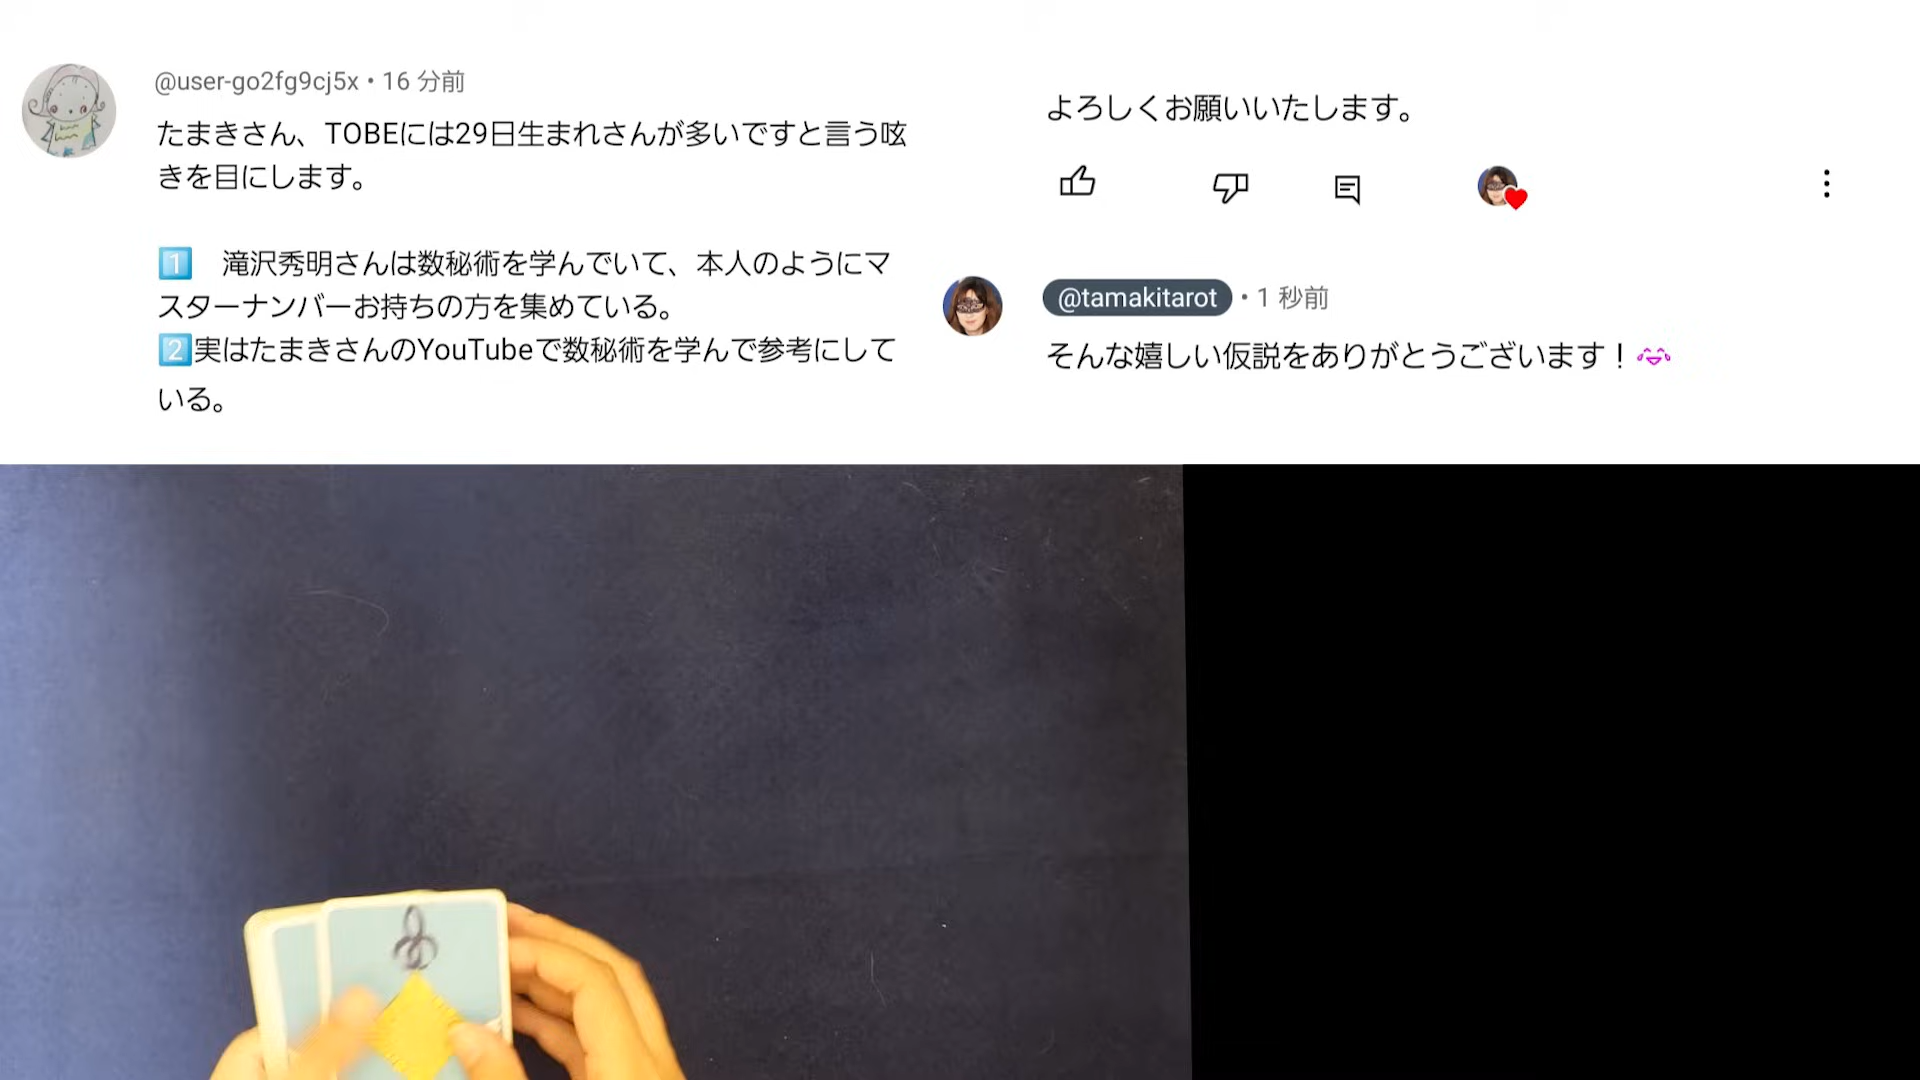 @user-go2fg9cj5x・16 分前
たまきさん、TOBEには29日生まれさんが多いですと言う呟
きを目にします。
1️⃣　滝沢秀明さんは数秘術を学んでいて、本人のようにマ
スターナンバーお持ちの方を集めている。
2️⃣実はたまきさんのYouTubeで数秘術を学んで参考にして
いる。
よろしくお願いいたします。
@tamakitarot・1 秒前
そんな嬉しい仮説をありがとうございます！😂